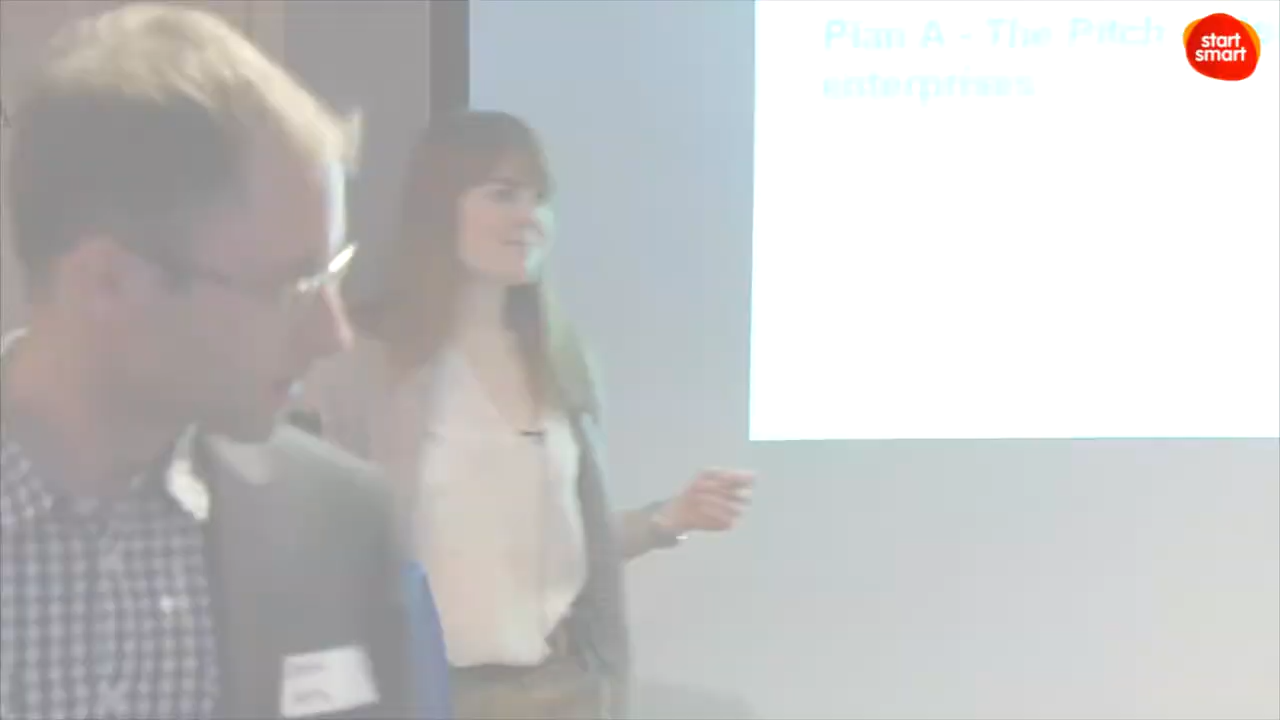 Plan A - The Pitch
enterprises
start
smart